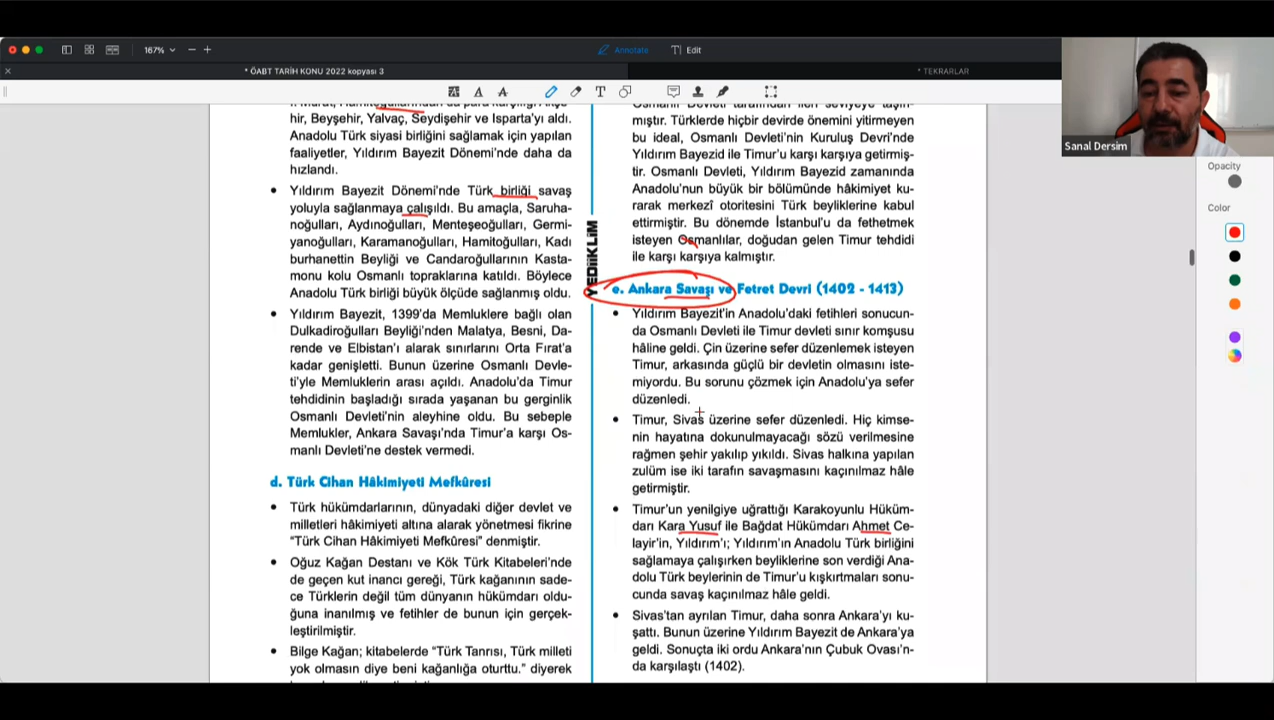 167%
Annotate
Edit
* ÖABT TARİH KONU 2022 kopyası 3
* TEKRARLAR
Sanal Dersim
Opacity
Color
hir, Beyşehir, Yalvaç, Seydişehir ve Isparta'yı aldı.
Anadolu Türk siyasi birliğini sağlamak için yapılan
faaliyetler, Yıldırım Bayezit Dönemi'nde daha da
hızlandı.
• Yıldırım Bayezit Dönemi'nde Türk birliği savaş
yoluyla sağlanmaya çalışıldı. Bu amaçla, Saruha-
noğulları, Aydınoğulları, Menteşeoğulları, Germi-
yanoğulları, Karamanoğulları, Hamitoğulları, Kadı
burhanettin Beyliği ve Candaroğullarının Kasta-
monu kolu Osmanlı topraklarına katıldı. Böylece
Anadolu Türk birliği büyük ölçüde sağlanmış oldu.
• Yıldırım Bayezit, 1399'da Memluklere bağlı olan
Dulkadiroğulları Beyliği'nden Malatya, Besni, Da-
rende ve Elbistan'ı alarak sınırlarını Orta Fırat'a
kadar genişletti. Bunun üzerine Osmanlı Devle-
ti'yle Memluklerin arası açıldı. Anadolu'da Timur
tehdidinin başladığı sırada yaşanan bu gerginlik
Osmanlı Devleti'nin aleyhine oldu. Bu sebeple
Memlukler, Ankara Savaşı'nda Timur'a karşı Os-
manlı Devleti'ne destek vermedi.
d. Türk Cihan Hâkimiyeti Mefkûresi
• Türk hükümdarlarının, dünyadaki diğer devlet ve
milletleri hâkimiyeti altına alarak yönetmesi fikrine
"Türk Cihan Hâkimiyeti Mefkûresi" denmiştir.
• Oğuz Kağan Destanı ve Kök Türk Kitabeleri'nde
de geçen kut inancı gereği, Türk kağanının sade-
ce Türklerin değil tüm dünyanın hükümdarı oldu-
ğuna inanılmış ve fetihler de bunun için gerçek-
leştirilmiştir.
• Bilge Kağan; kitabelerde "Türk Tanrısı, Türk milleti
yok olmasın diye beni kağanlığa oturttu." diyerek
YEDİİKLİM
Osmanlı Devleti tarafından ileri seviyeye taşın-
mıştır. Türklerde hiçbir devirde önemini yitirmeyen
bu ideal, Osmanlı Devleti'nin Kuruluş Devri'nde
Yıldırım Bayezid ile Timur'u karşı karşıya getirmiş-
tir. Osmanlı Devleti, Yıldırım Bayezid zamanında
Anadolu'nun büyük bir bölümünde hâkimiyet ku-
rarak merkezî otoritesini Türk beyliklerine kabul
ettirmiştir. Bu dönemde İstanbul'u da fethetmek
isteyen Osmanlılar, doğudan gelen Timur tehdidi
ile karşı karşıya kalmıştır.
e. Ankara Savaşı ve Fetret Devri (1402 - 1413)
• Yıldırım Bayezit'in Anadolu'daki fetihleri sonucun-
da Osmanlı Devleti ile Timur devleti sınır komşusu
hâline geldi. Çin üzerine sefer düzenlemek isteyen
Timur, arkasında güçlü bir devletin olmasını iste-
miyordu. Bu sorunu çözmek için Anadolu'ya sefer
düzenledi.
• Timur, Sivas üzerine sefer düzenledi. Hiç kimse-
nin hayatına dokunulmayacağı sözü verilmesine
rağmen şehir yakılıp yıkıldı. Sivas halkına yapılan
zulüm ise iki tarafın savaşmasını kaçınılmaz hâle
getirmiştir.
• Timur'un yenilgiye uğrattığı Karakoyunlu Hüküm-
darı Kara Yusuf ile Bağdat Hükümdarı Ahmet Ce-
layir'in, Yıldırım'ı; Yıldırım'ın Anadolu Türk birliğini
sağlamaya çalışırken beyliklerine son verdiği Ana-
dolu Türk beylerinin de Timur'u kışkırtmaları sonu-
cunda savaş kaçınılmaz hâle geldi.
• Sivas'tan ayrılan Timur, daha sonra Ankara'yı ku-
şattı. Bunun üzerine Yıldırım Bayezit de Ankara'ya
geldi. Sonuçta iki ordu Ankara'nın Çubuk Ovası'n-
da karşılaştı (1402).